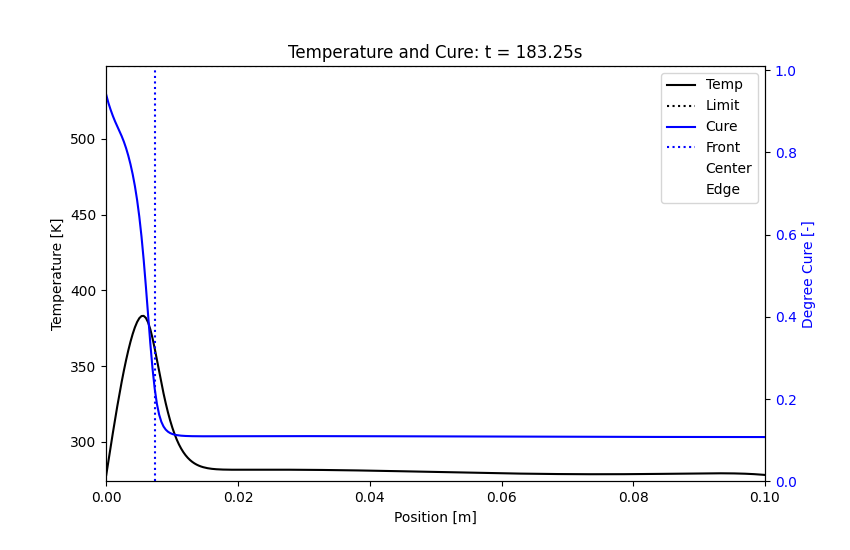 Temperature and Cure: t = 183.25s
Temp
Limit
Cure
Front
Center
Edge
500
450
400
350
300
Temperature [K]
1.0
0.8
0.6
0.4
0.2
0.0
Degree Cure [-]
0.00 0.02 0.04 0.06 0.08 0.10
Position [m]